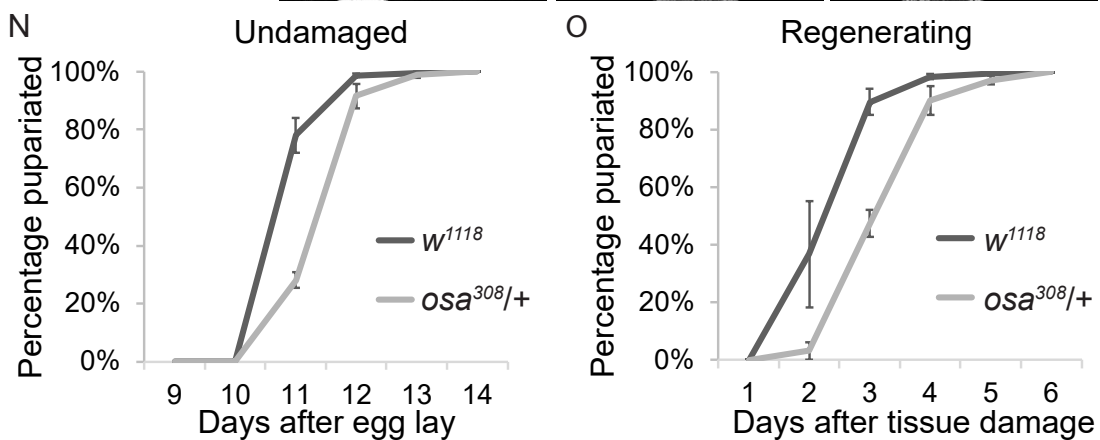 N
Undamaged
Percentage pupariated
100%
80%
60%
40%
20%
0%
w1118
osa308/+
9 10 11 12 13 14
Days after egg lay
O
Regenerating
Percentage pupariated
100%
80%
60%
40%
20%
0%
w1118
osa308/+
1 2 3 4 5 6
Days after tissue damage